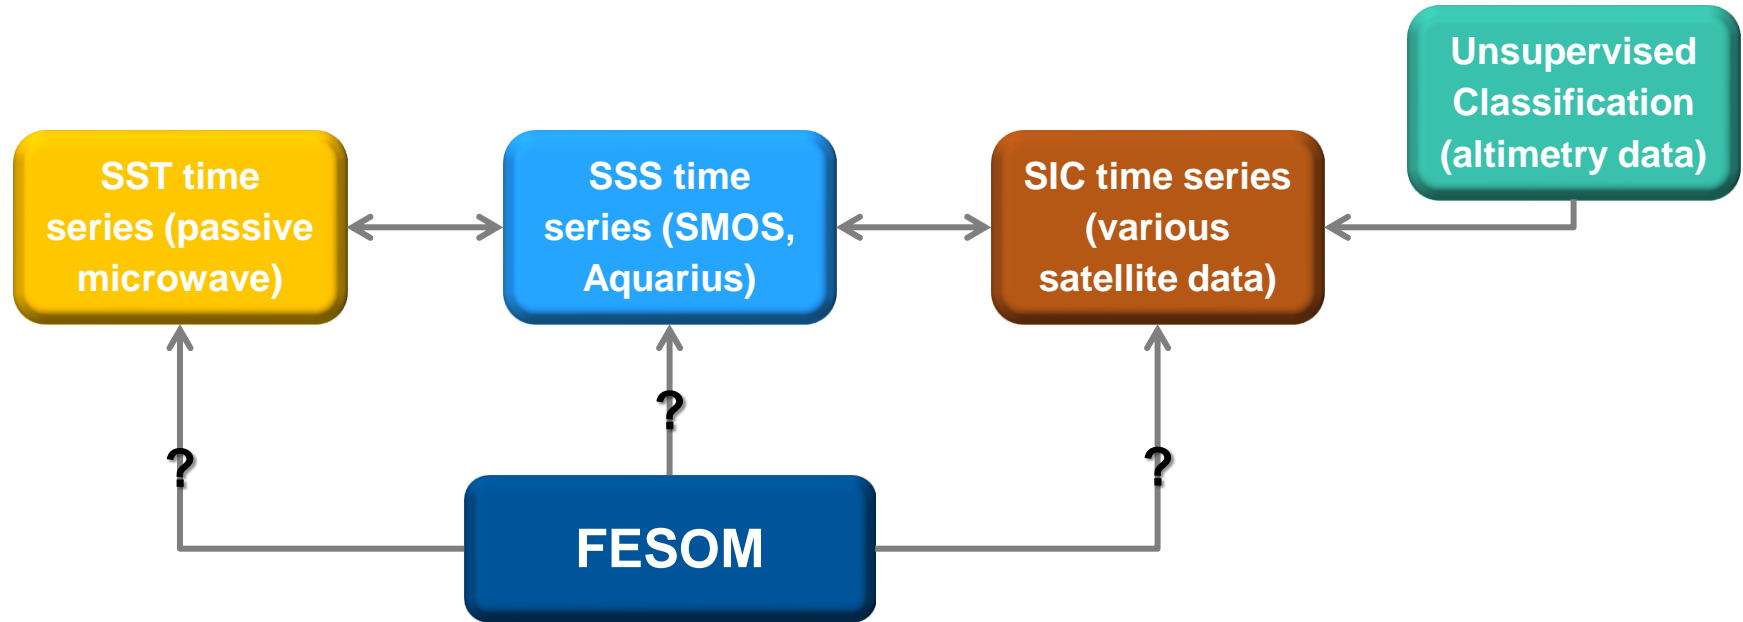 Unsupervised
Classification
(altimetry data)
SST time
series (passive
microwave)
SSS time
series (SMOS,
Aquarius)
SIC time series
(various
satellite data)
?
?
?
FESOM